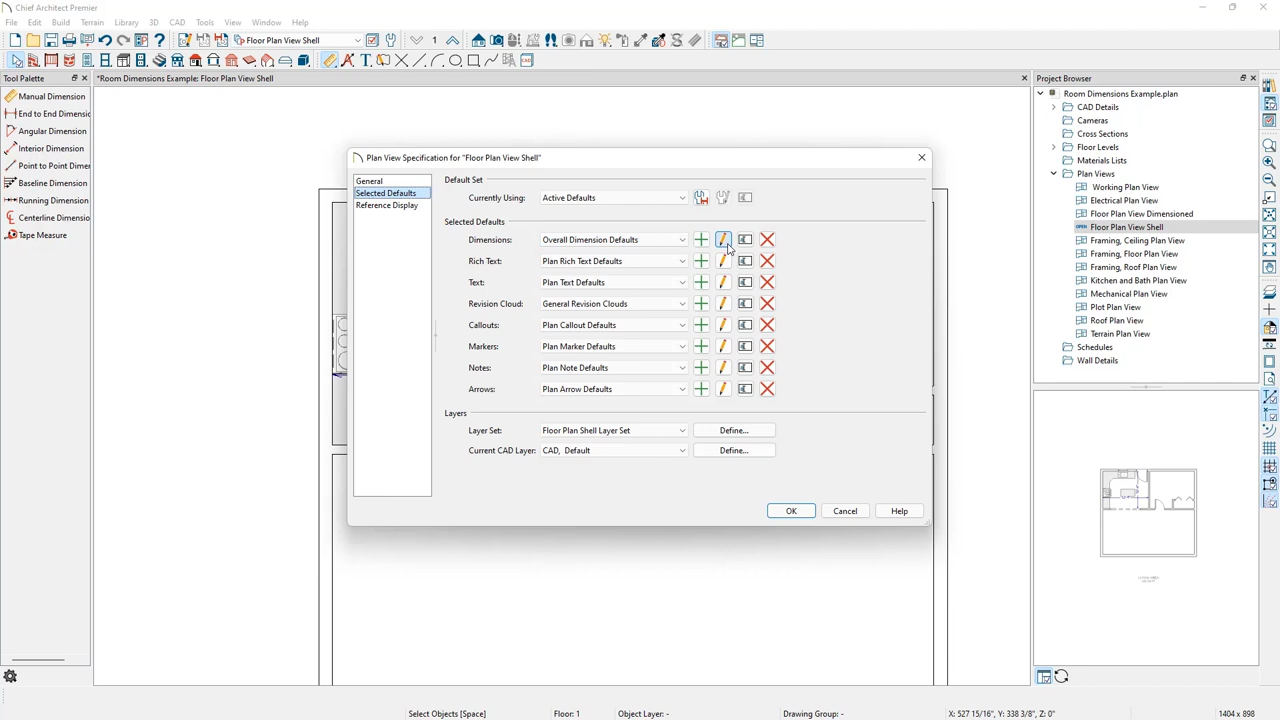 Chief Architect Premier
File Edit Build Terrain Library 3D CAD Tools View Window Help
Floor Plan View Shell 1
Tool Palette
*Room Dimensions Example: Floor Plan View Shell
Project Browser
Manual Dimension
End to End Dimensio
Angular Dimension
Interior Dimension
Point to Point Dimer
Baseline Dimension
Running Dimension
Centerline Dimensio
Tape Measure
Plan View Specification for "Floor Plan View Shell"
General
Selected Defaults
Reference Display
Default Set
Currently Using: Active Defaults
Selected Defaults
Dimensions: Overall Dimension Defaults
Rich Text: Plan Rich Text Defaults
Text: Plan Text Defaults
Revision Cloud: General Revision Clouds
Callouts: Plan Callout Defaults
Markers: Plan Marker Defaults
Notes: Plan Note Defaults
Arrows: Plan Arrow Defaults
Layers
Layer Set: Floor Plan Shell Layer Set Define...
Current CAD Layer: CAD, Default Define...
OK Cancel Help
Room Dimensions Example.plan
CAD Details
Cameras
Cross Sections
Floor Levels
Materials Lists
Plan Views
Working Plan View
Electrical Plan View
Floor Plan View Dimensioned
OPEN Floor Plan View Shell
Framing, Ceiling Plan View
Framing, Floor Plan View
Framing, Roof Plan View
Kitchen and Bath Plan View
Mechanical Plan View
Plot Plan View
Roof Plan View
Terrain Plan View
Schedules
Wall Details
Select Objects [Space] Floor: 1 Object Layer: - Drawing Group: - X: 527 15/16", Y: 338 3/8", Z: 0" 1404 x 898